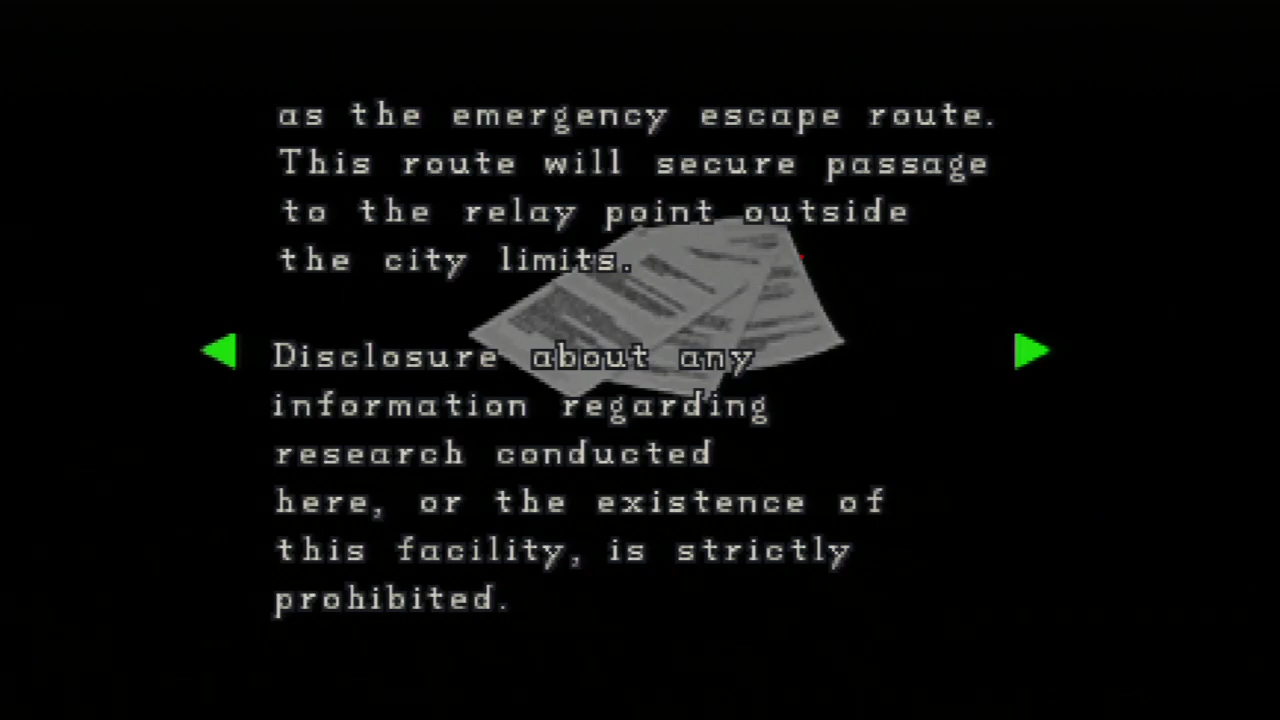 as the emergency escape route.
This route will secure passage
to the relay point outside
the city limits.
Disclosure about any
information regarding
research conducted
here, or the existence of
this facility, is strictly
prohibited.